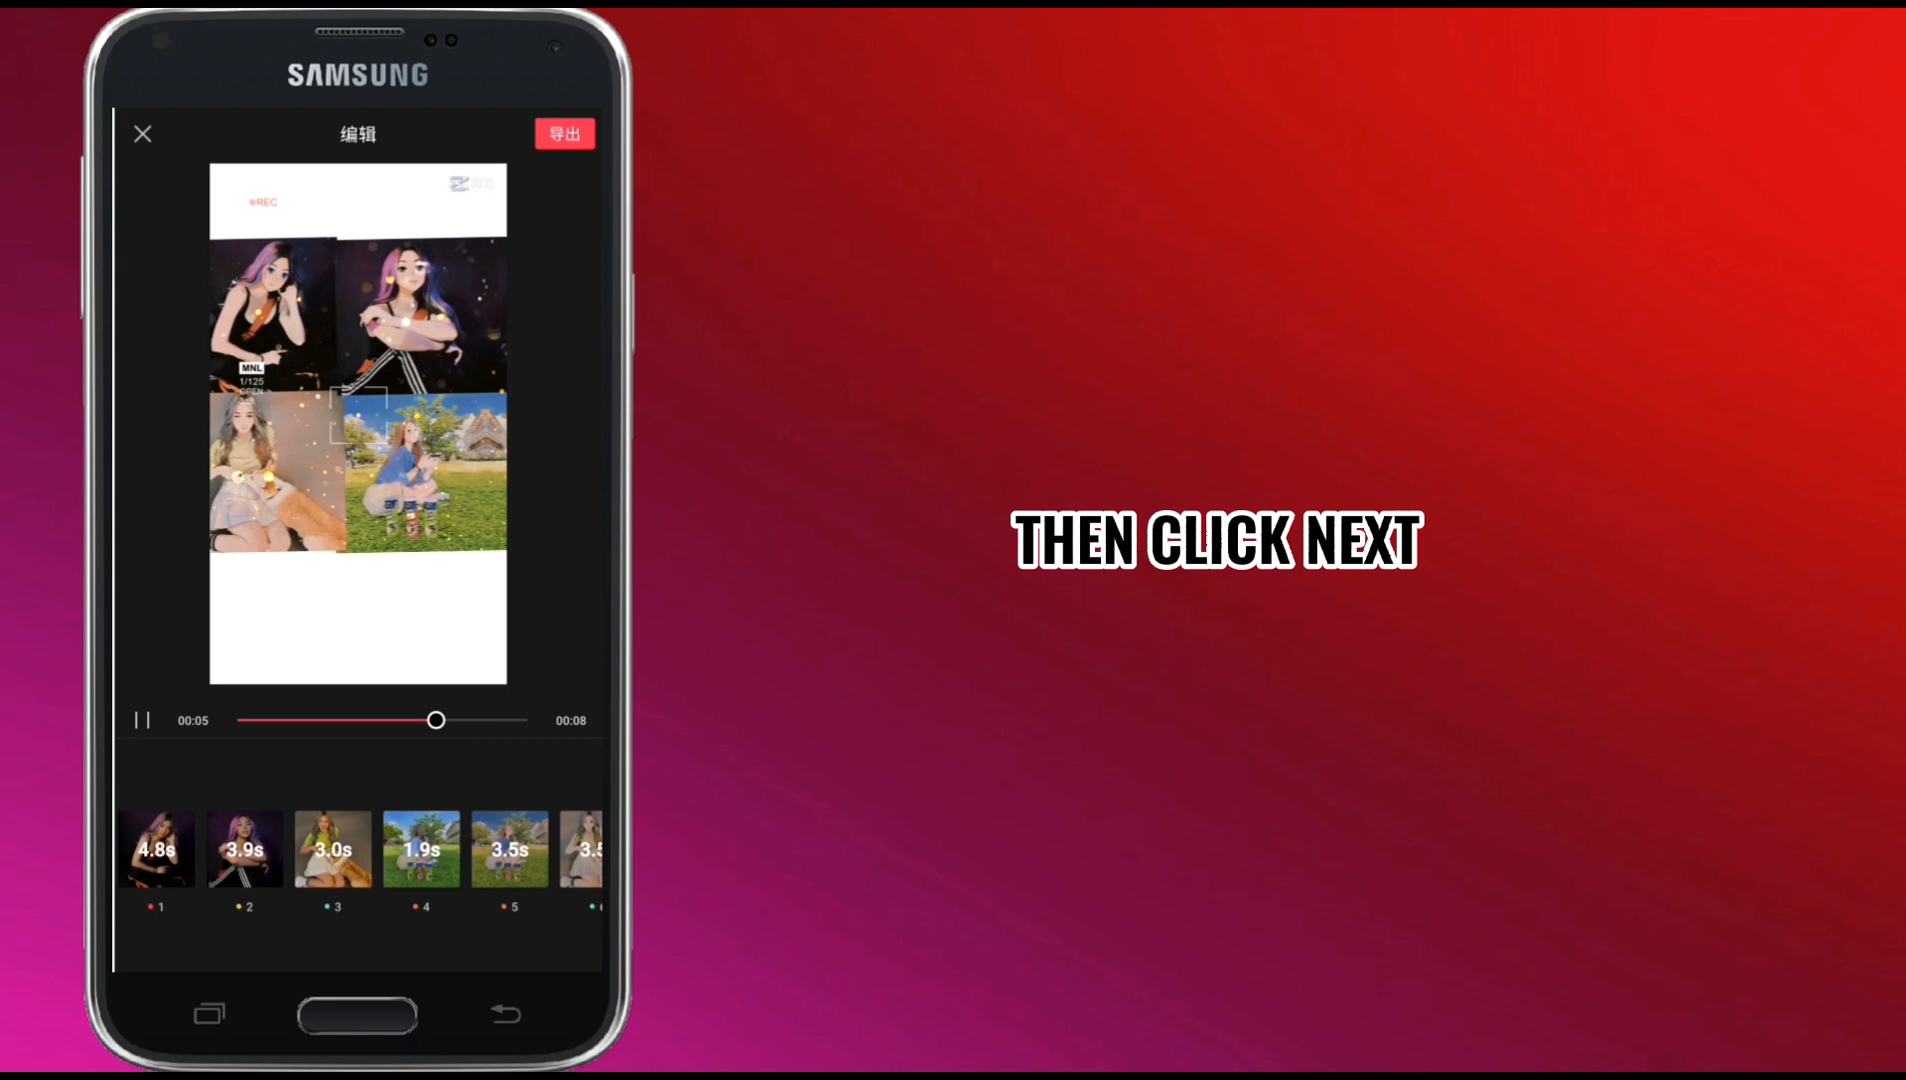 SAMSUNG
编辑
导出
REC
MNL
1/125
OPEN
00:05
00:08
4.8s
3.9s
3.0s
1.9s
3.5s
1
2
3
4
5
THEN CLICK NEXT